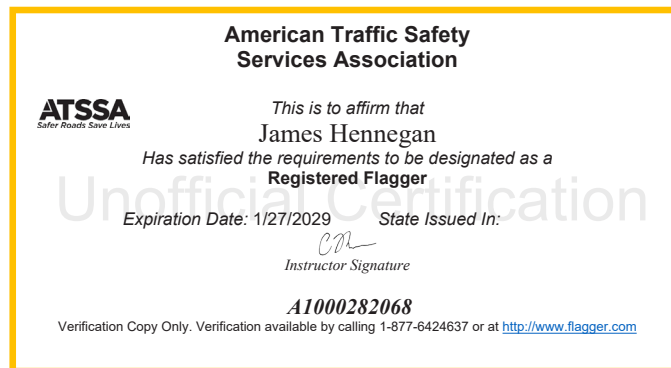 American Traffic Safety
Services Association
ATSSA
Safer Roads Save Lives
This is to affirm that
James Hennegan
Has satisfied the requirements to be designated as a
Registered Flagger
Unofficial Certification
Expiration Date: 1/27/2029 State Issued In:
Instructor Signature
A1000282068
Verification Copy Only. Verification available by calling 1-877-6424637 or at http://www.flagger.com